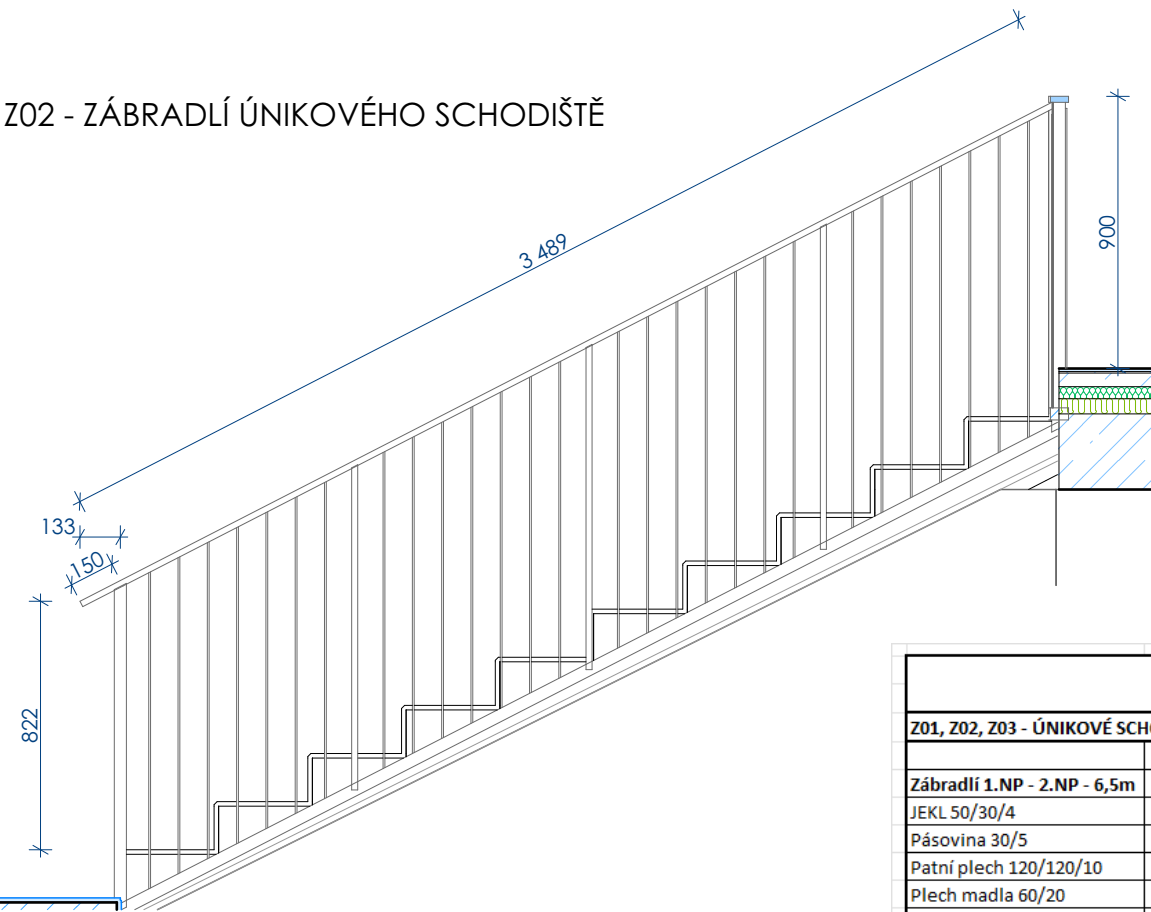 Z02 - ZÁBRADLÍ ÚNIKOVÉHO SCHODIŠTĚ
3 489
900
133
150
822
Z01, Z02, Z03 - ÚNIKOVÉ SCH
Zábradlí 1.NP - 2.NP - 6,5m
JEKL 50/30/4
Pásovina 30/5
Patní plech 120/120/10
Plech madla 60/20